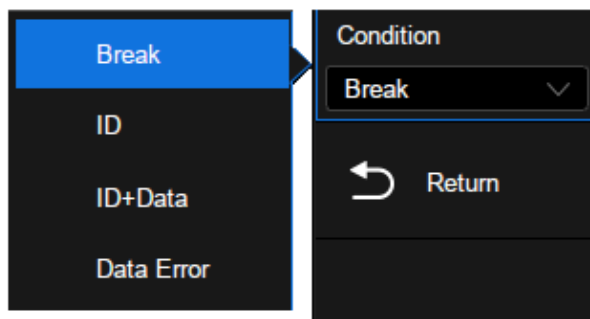 Break
ID
ID+Data
Data Error
Condition
Break
Return